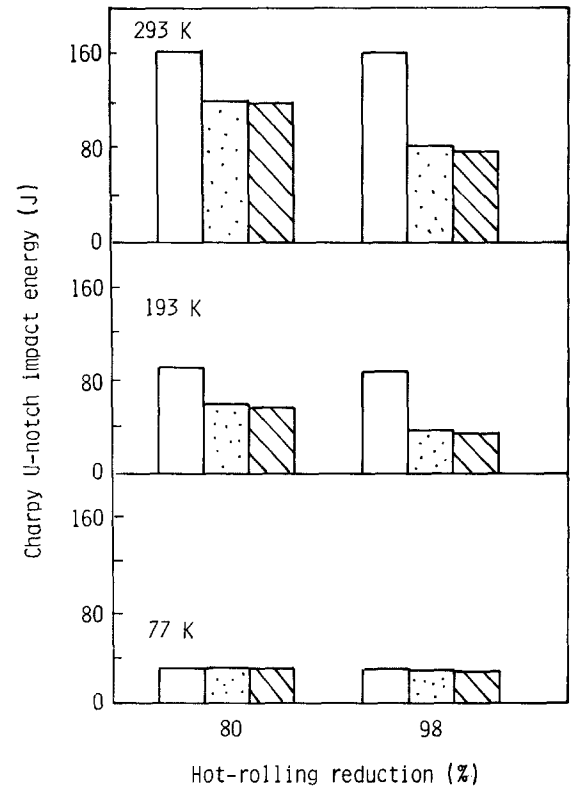 293 K
160
80
0
193 K
160
80
0
77 K
160
80
0
80 98
Charpy U-notch impact energy (J)
Hot-rolling reduction (%)